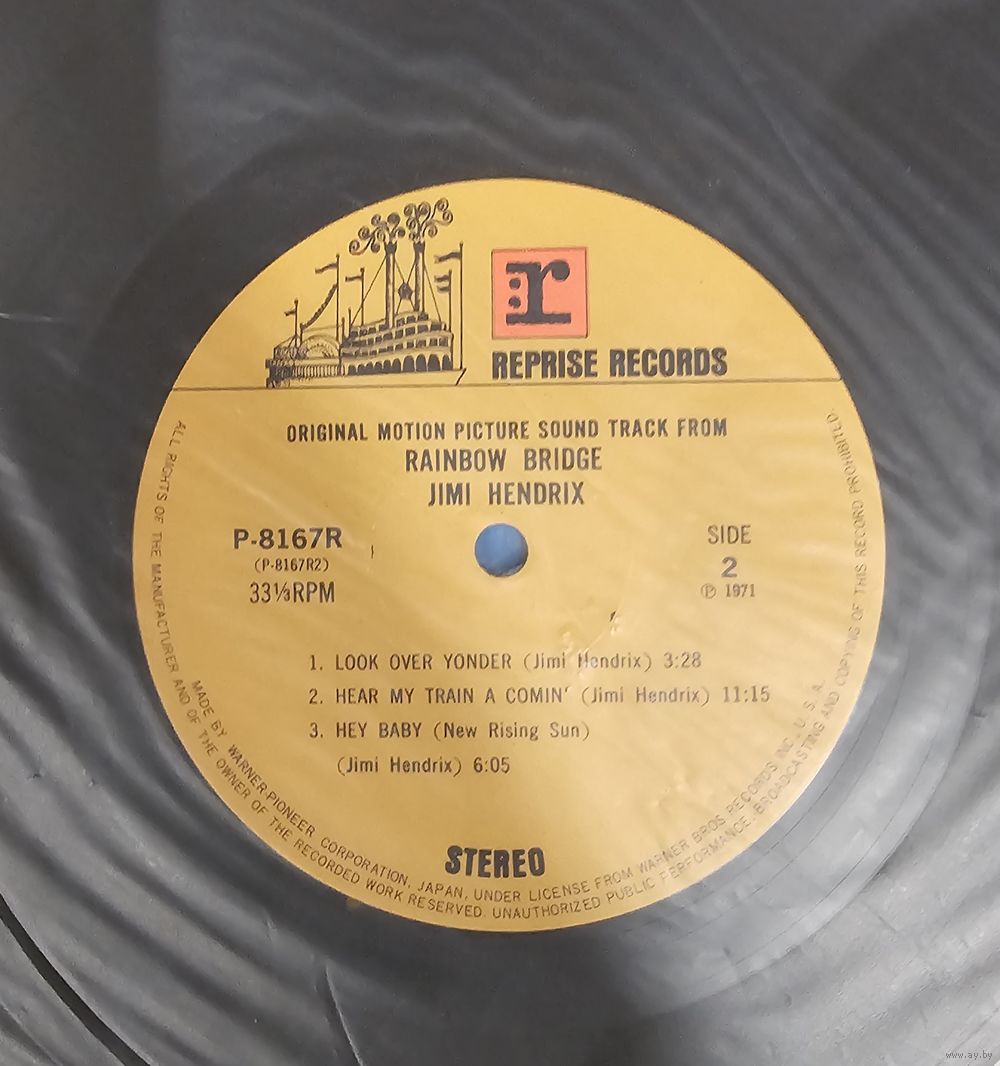 r
REPRISE RECORDS
ORIGINAL MOTION PICTURE SOUND TRACK FROM
RAINBOW BRIDGE
JIMI HENDRIX
P-8167R
(P-8167R2)
33⅓RPM
SIDE
2
Ⓟ 1971
1. LOOK OVER YONDER (Jimi Hendrix) 3:28
2. HEAR MY TRAIN A COMIN' (Jimi Hendrix) 11:15
3. HEY BABY (New Rising Sun)
(Jimi Hendrix) 6:05
STEREO
MADE BY WARNER-PIONEER CORPORATION, JAPAN, UNDER LICENSE FROM WARNER BROS RECORDS INC., U.S.A.
ALL RIGHTS OF THE MANUFACTURER AND OF THE OWNER OF THE RECORDED WORK RESERVED. UNAUTHORIZED PUBLIC PERFORMANCE, BROADCASTING AND COPYING OF THIS RECORD PROHIBITED.
www.ay.by